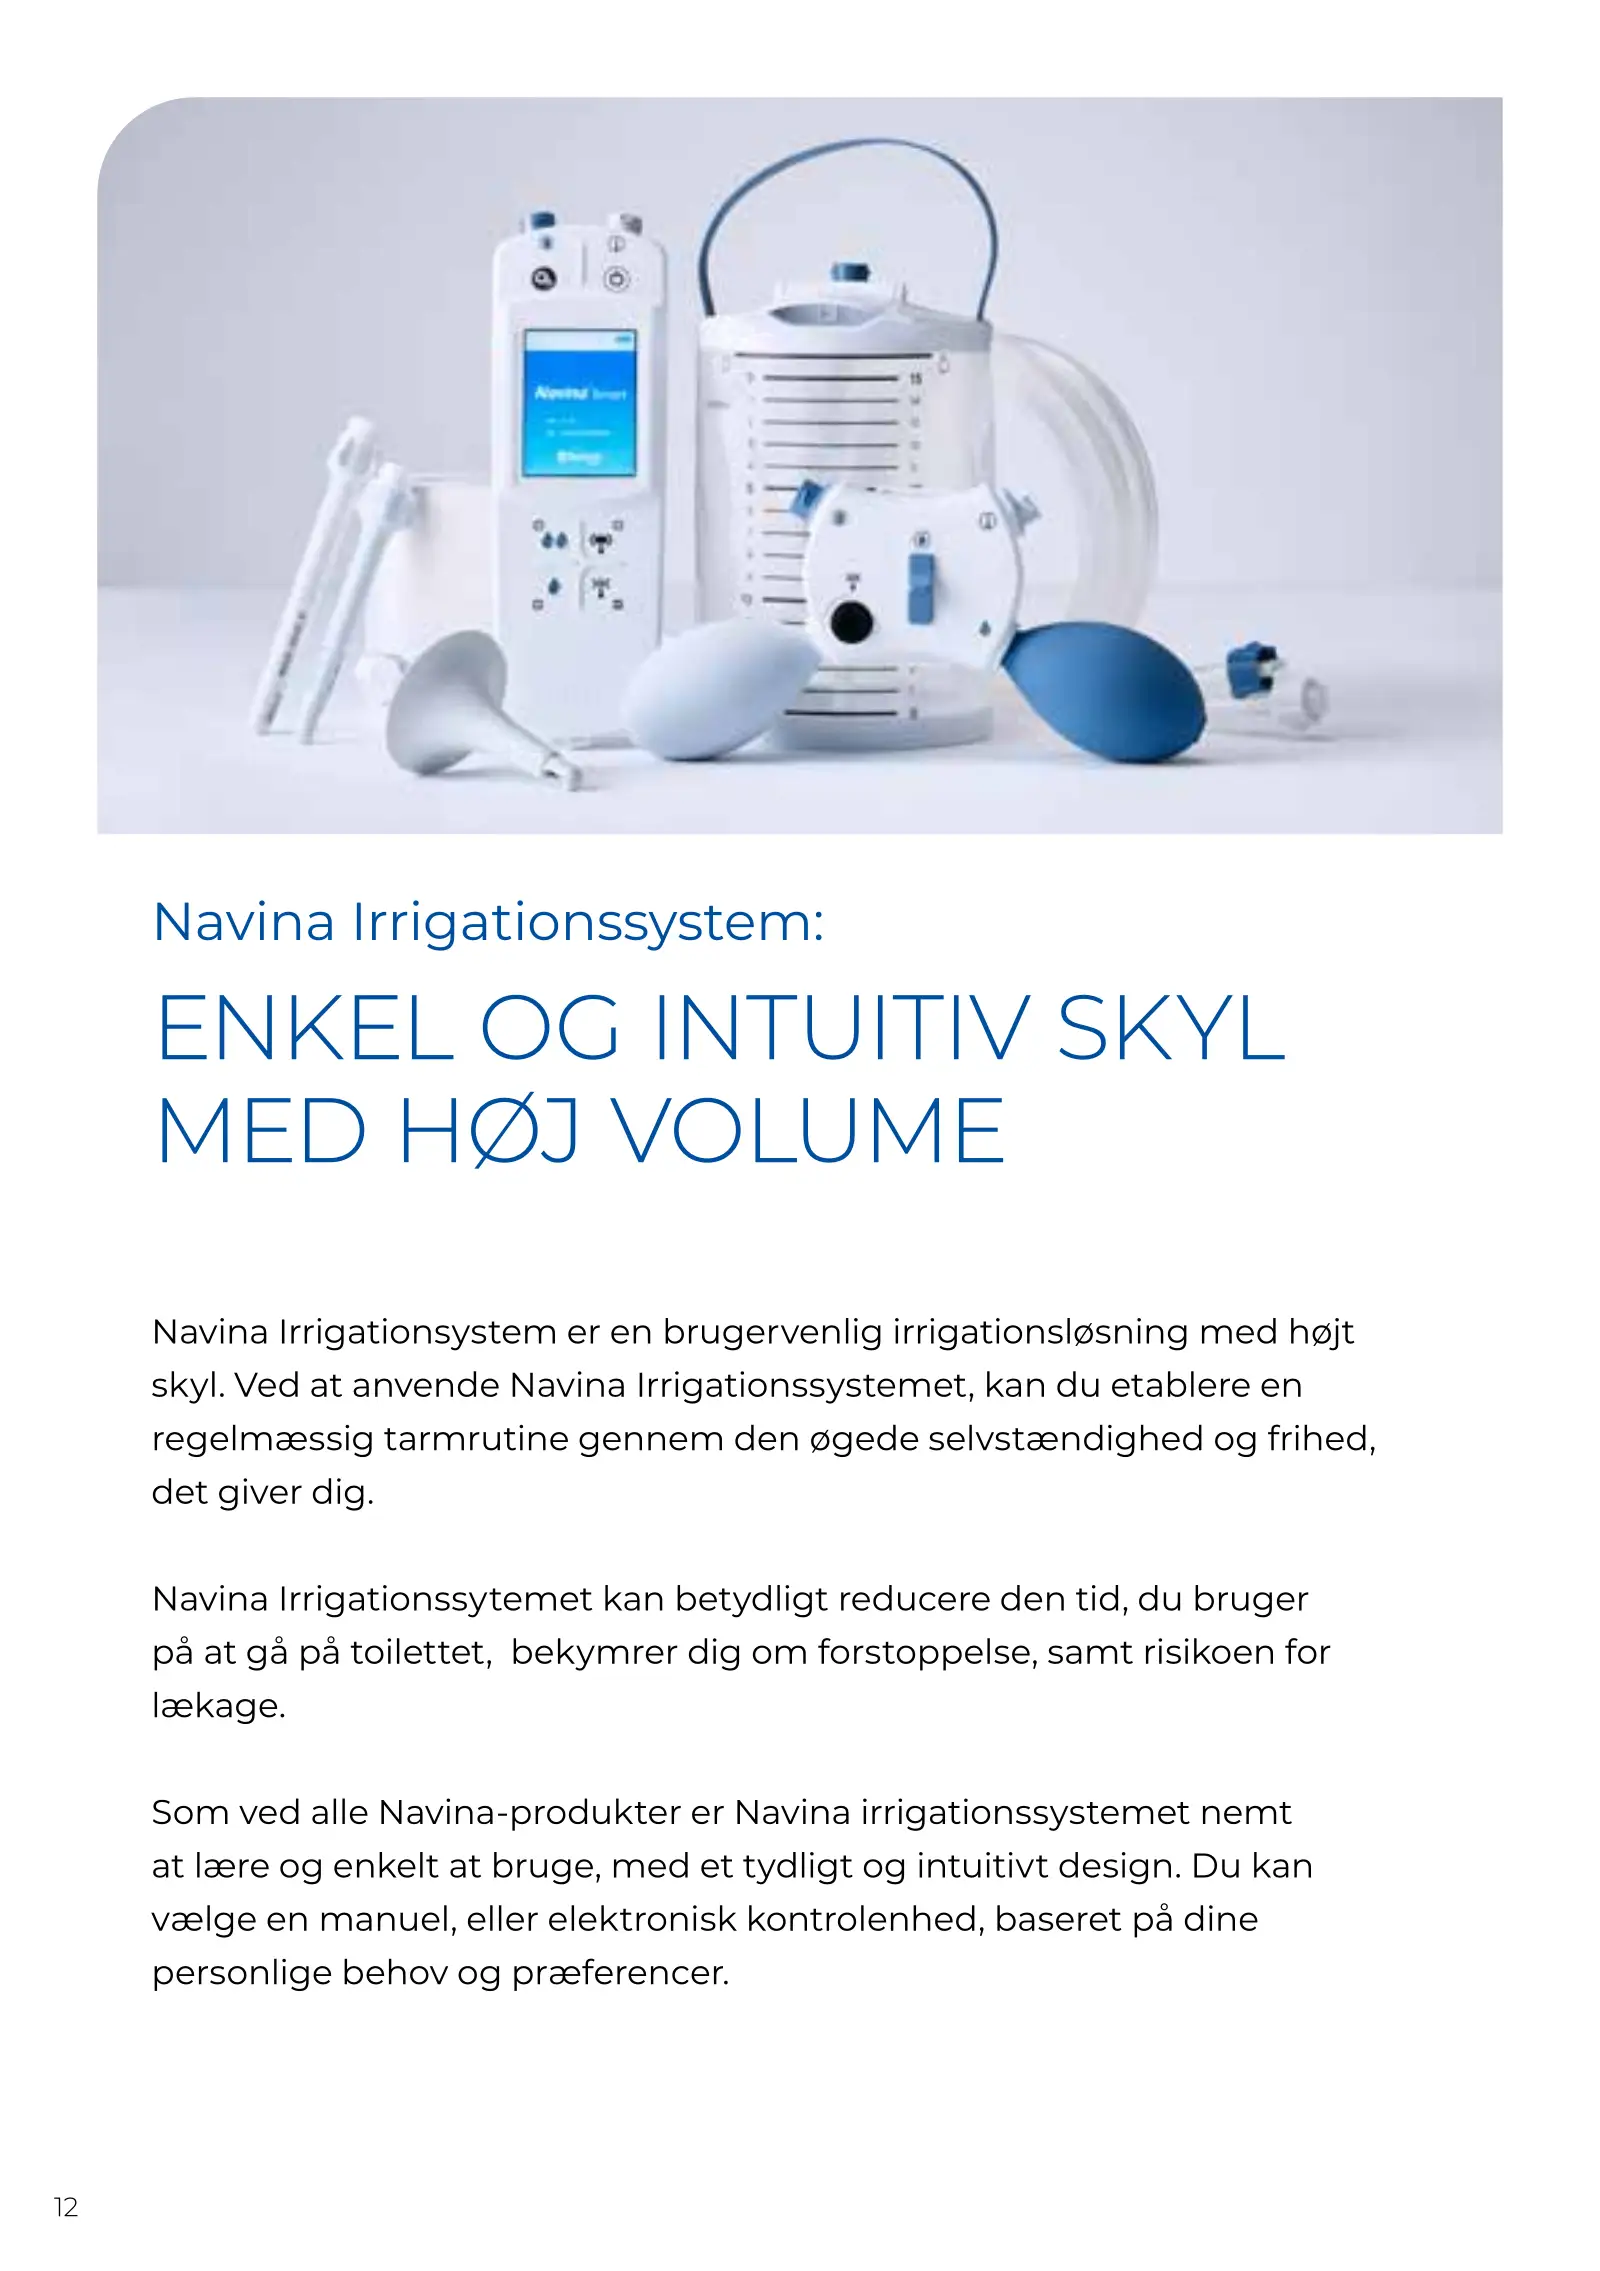 Navina Smart
15
Navina Irrigationssystem:
ENKEL OG INTUITIV SKYL
MED HØJ VOLUME
Navina Irrigationsystem er en brugervenlig irrigationsløsning med højt
skyl. Ved at anvende Navina Irrigationssystemet, kan du etablere en
regelmæssig tarmrutine gennem den øgede selvstændighed og frihed,
det giver dig.
Navina Irrigationssytemet kan betydligt reducere den tid, du bruger
på at gå på toilettet,  bekymrer dig om forstoppelse, samt risikoen for
lækage.
Som ved alle Navina-produkter er Navina irrigationssystemet nemt
at lære og enkelt at bruge, med et tydligt og intuitivt design. Du kan
vælge en manuel, eller elektronisk kontrolenhed, baseret på dine
personlige behov og præferencer.
12